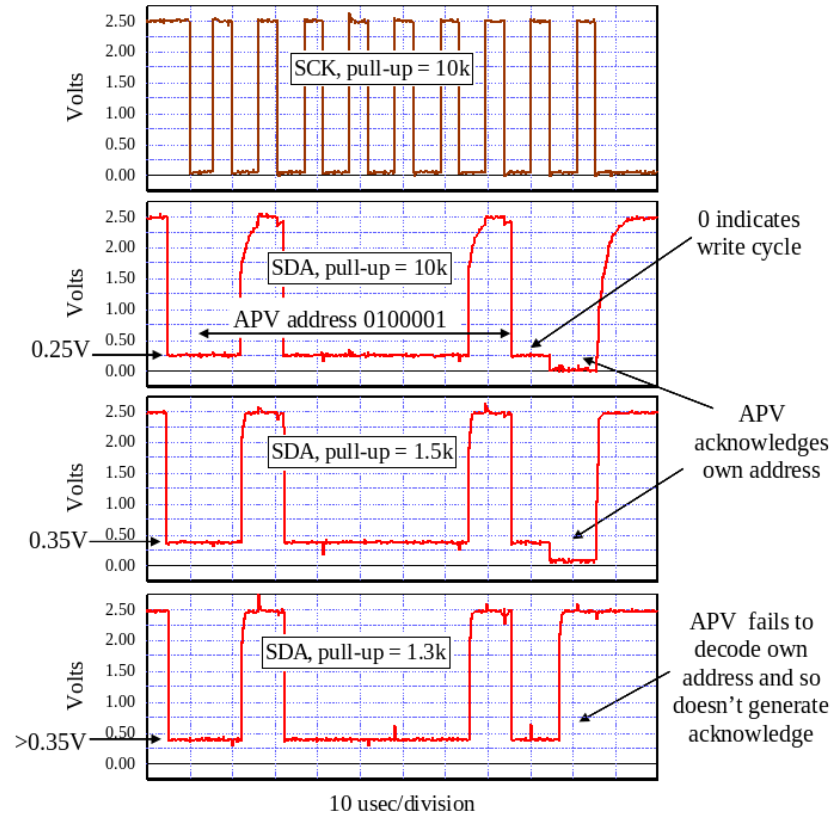 2.50
2.00
1.50
1.00
0.50
0.00
Volts
SCK, pull-up = 10k
2.50
2.00
1.50
1.00
0.50
0.00
Volts
SDA, pull-up = 10k
APV address 0100001
0.25V
0 indicates
write cycle
2.50
2.00
1.50
1.00
0.50
0.00
Volts
SDA, pull-up = 1.5k
0.35V
APV
acknowledges
own address
2.50
2.00
1.50
1.00
0.50
0.00
Volts
SDA, pull-up = 1.3k
>0.35V
APV fails to
decode own
address and so
doesn't generate
acknowledge
10 usec/division